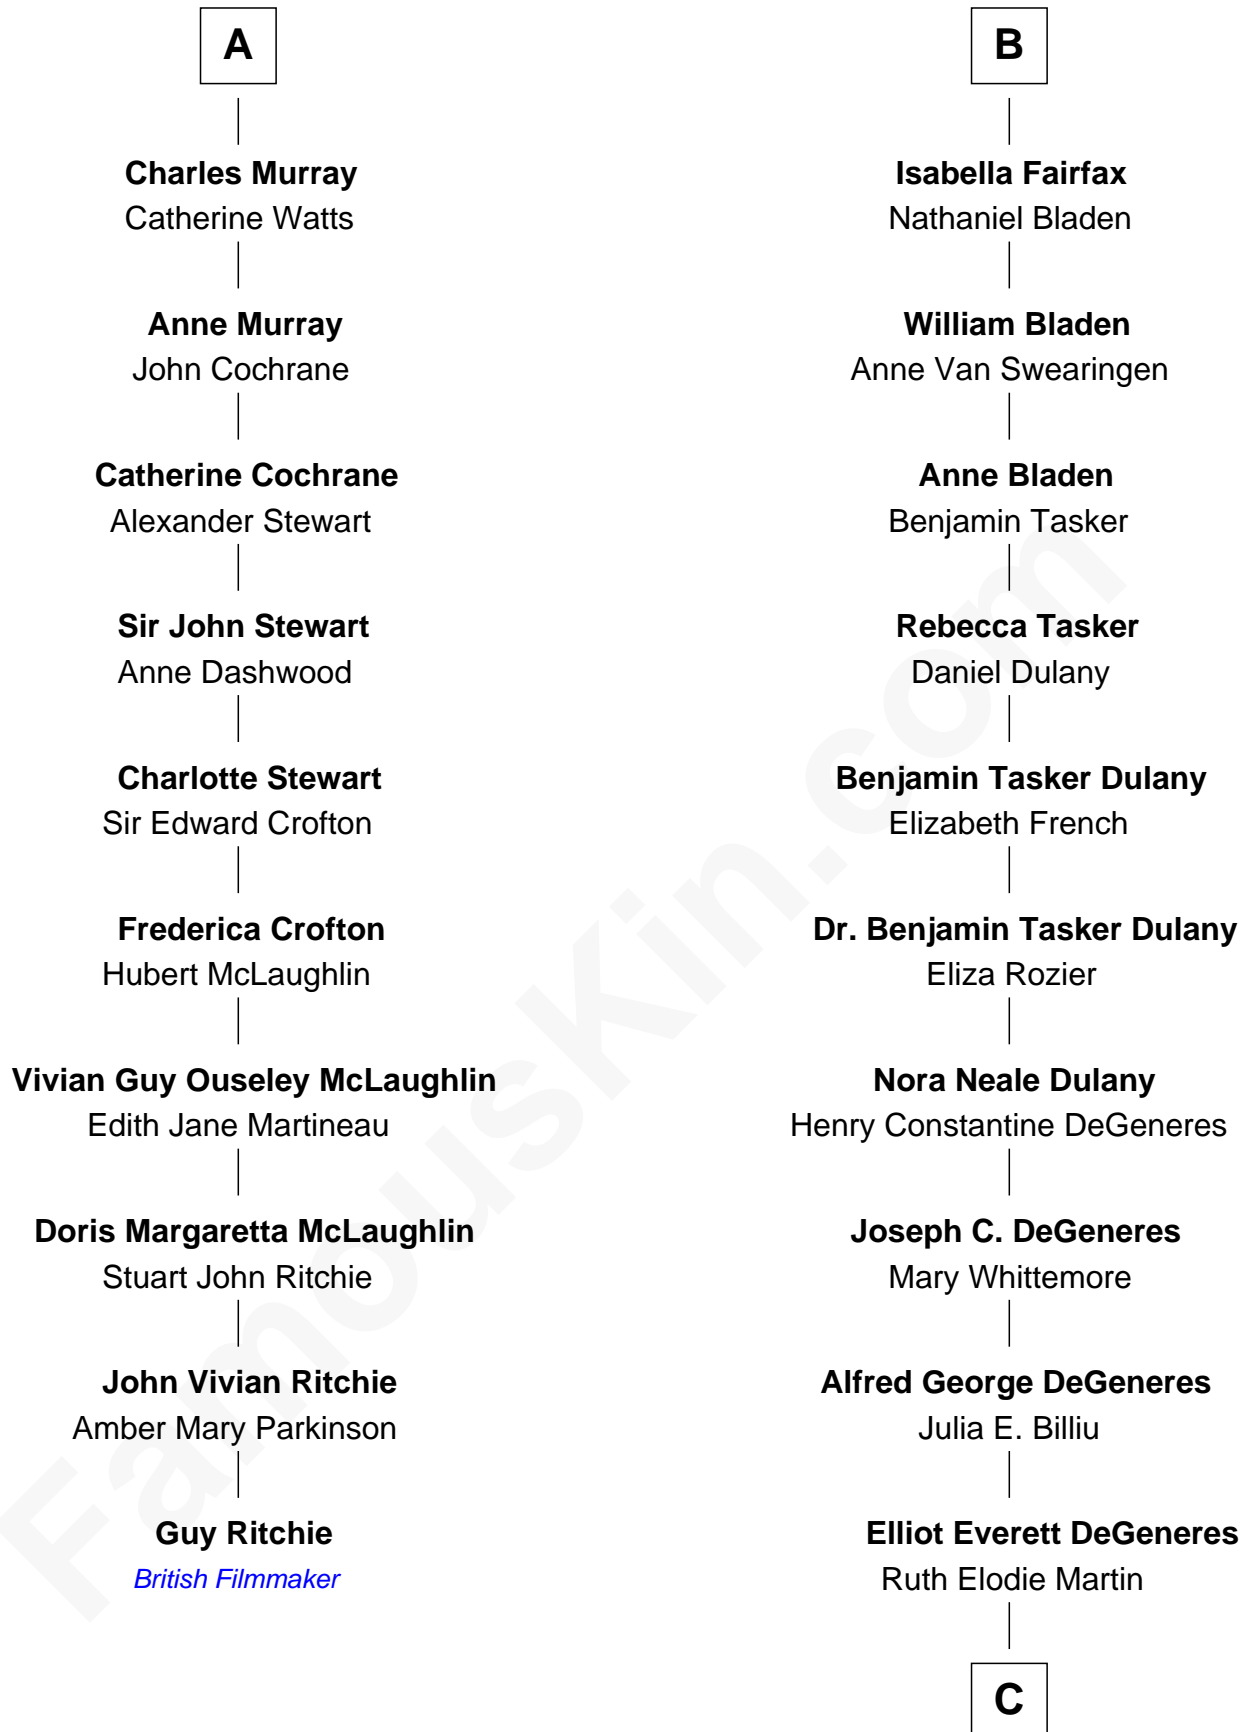 A
Charles Murray
Catherine Watts
Anne Murray
John Cochrane
Catherine Cochrane
Alexander Stewart
Sir John Stewart
Anne Dashwood
Charlotte Stewart
Sir Edward Crofton
Frederica Crofton
Hubert McLaughlin
Vivian Guy Ouseley McLaughlin
Edith Jane Martineau
Doris Margaretta McLaughlin
Stuart John Ritchie
John Vivian Ritchie
Amber Mary Parkinson
Guy Ritchie
British Filmmaker
B
Isabella Fairfax
Nathaniel Bladen
William Bladen
Anne Van Swearingen
Anne Bladen
Benjamin Tasker
Rebecca Tasker
Daniel Dulany
Benjamin Tasker Dulany
Elizabeth French
Dr. Benjamin Tasker Dulany
Eliza Rozier
Nora Neale Dulany
Henry Constantine DeGeneres
Joseph C. DeGeneres
Mary Whittemore
Alfred George DeGeneres
Julia E. Billiu
Elliot Everett DeGeneres
Ruth Elodie Martin
C
FamousKin.com